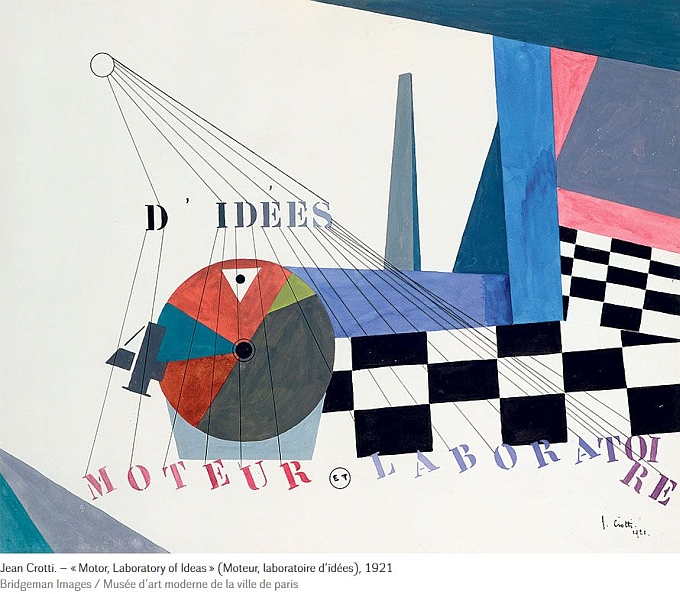 D'IDÉES
MOTEUR ET LABORATOI
RE
J. Crotti
1921.
Jean Crotti. – « Motor, Laboratory of Ideas » (Moteur, laboratoire d’idées), 1921
Bridgeman Images / Musée d’art moderne de la ville de paris